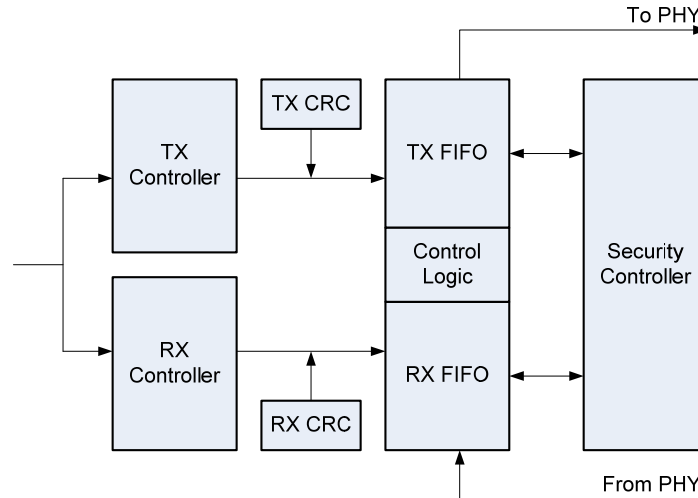 To PHY
TX CRC
TX
Controller
TX FIFO
Control
Logic
Security
Controller
RX
Controller
RX FIFO
RX CRC
From PHY